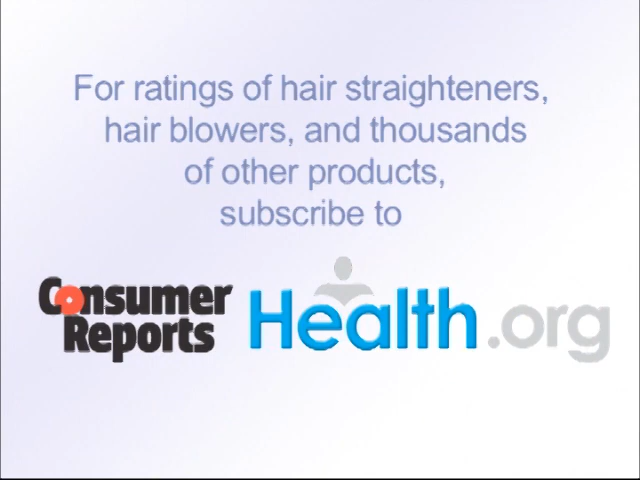 For ratings of hair straighteners,
hair blowers, and thousands
of other products,
subscribe to
Consumer
Reports
Health.org